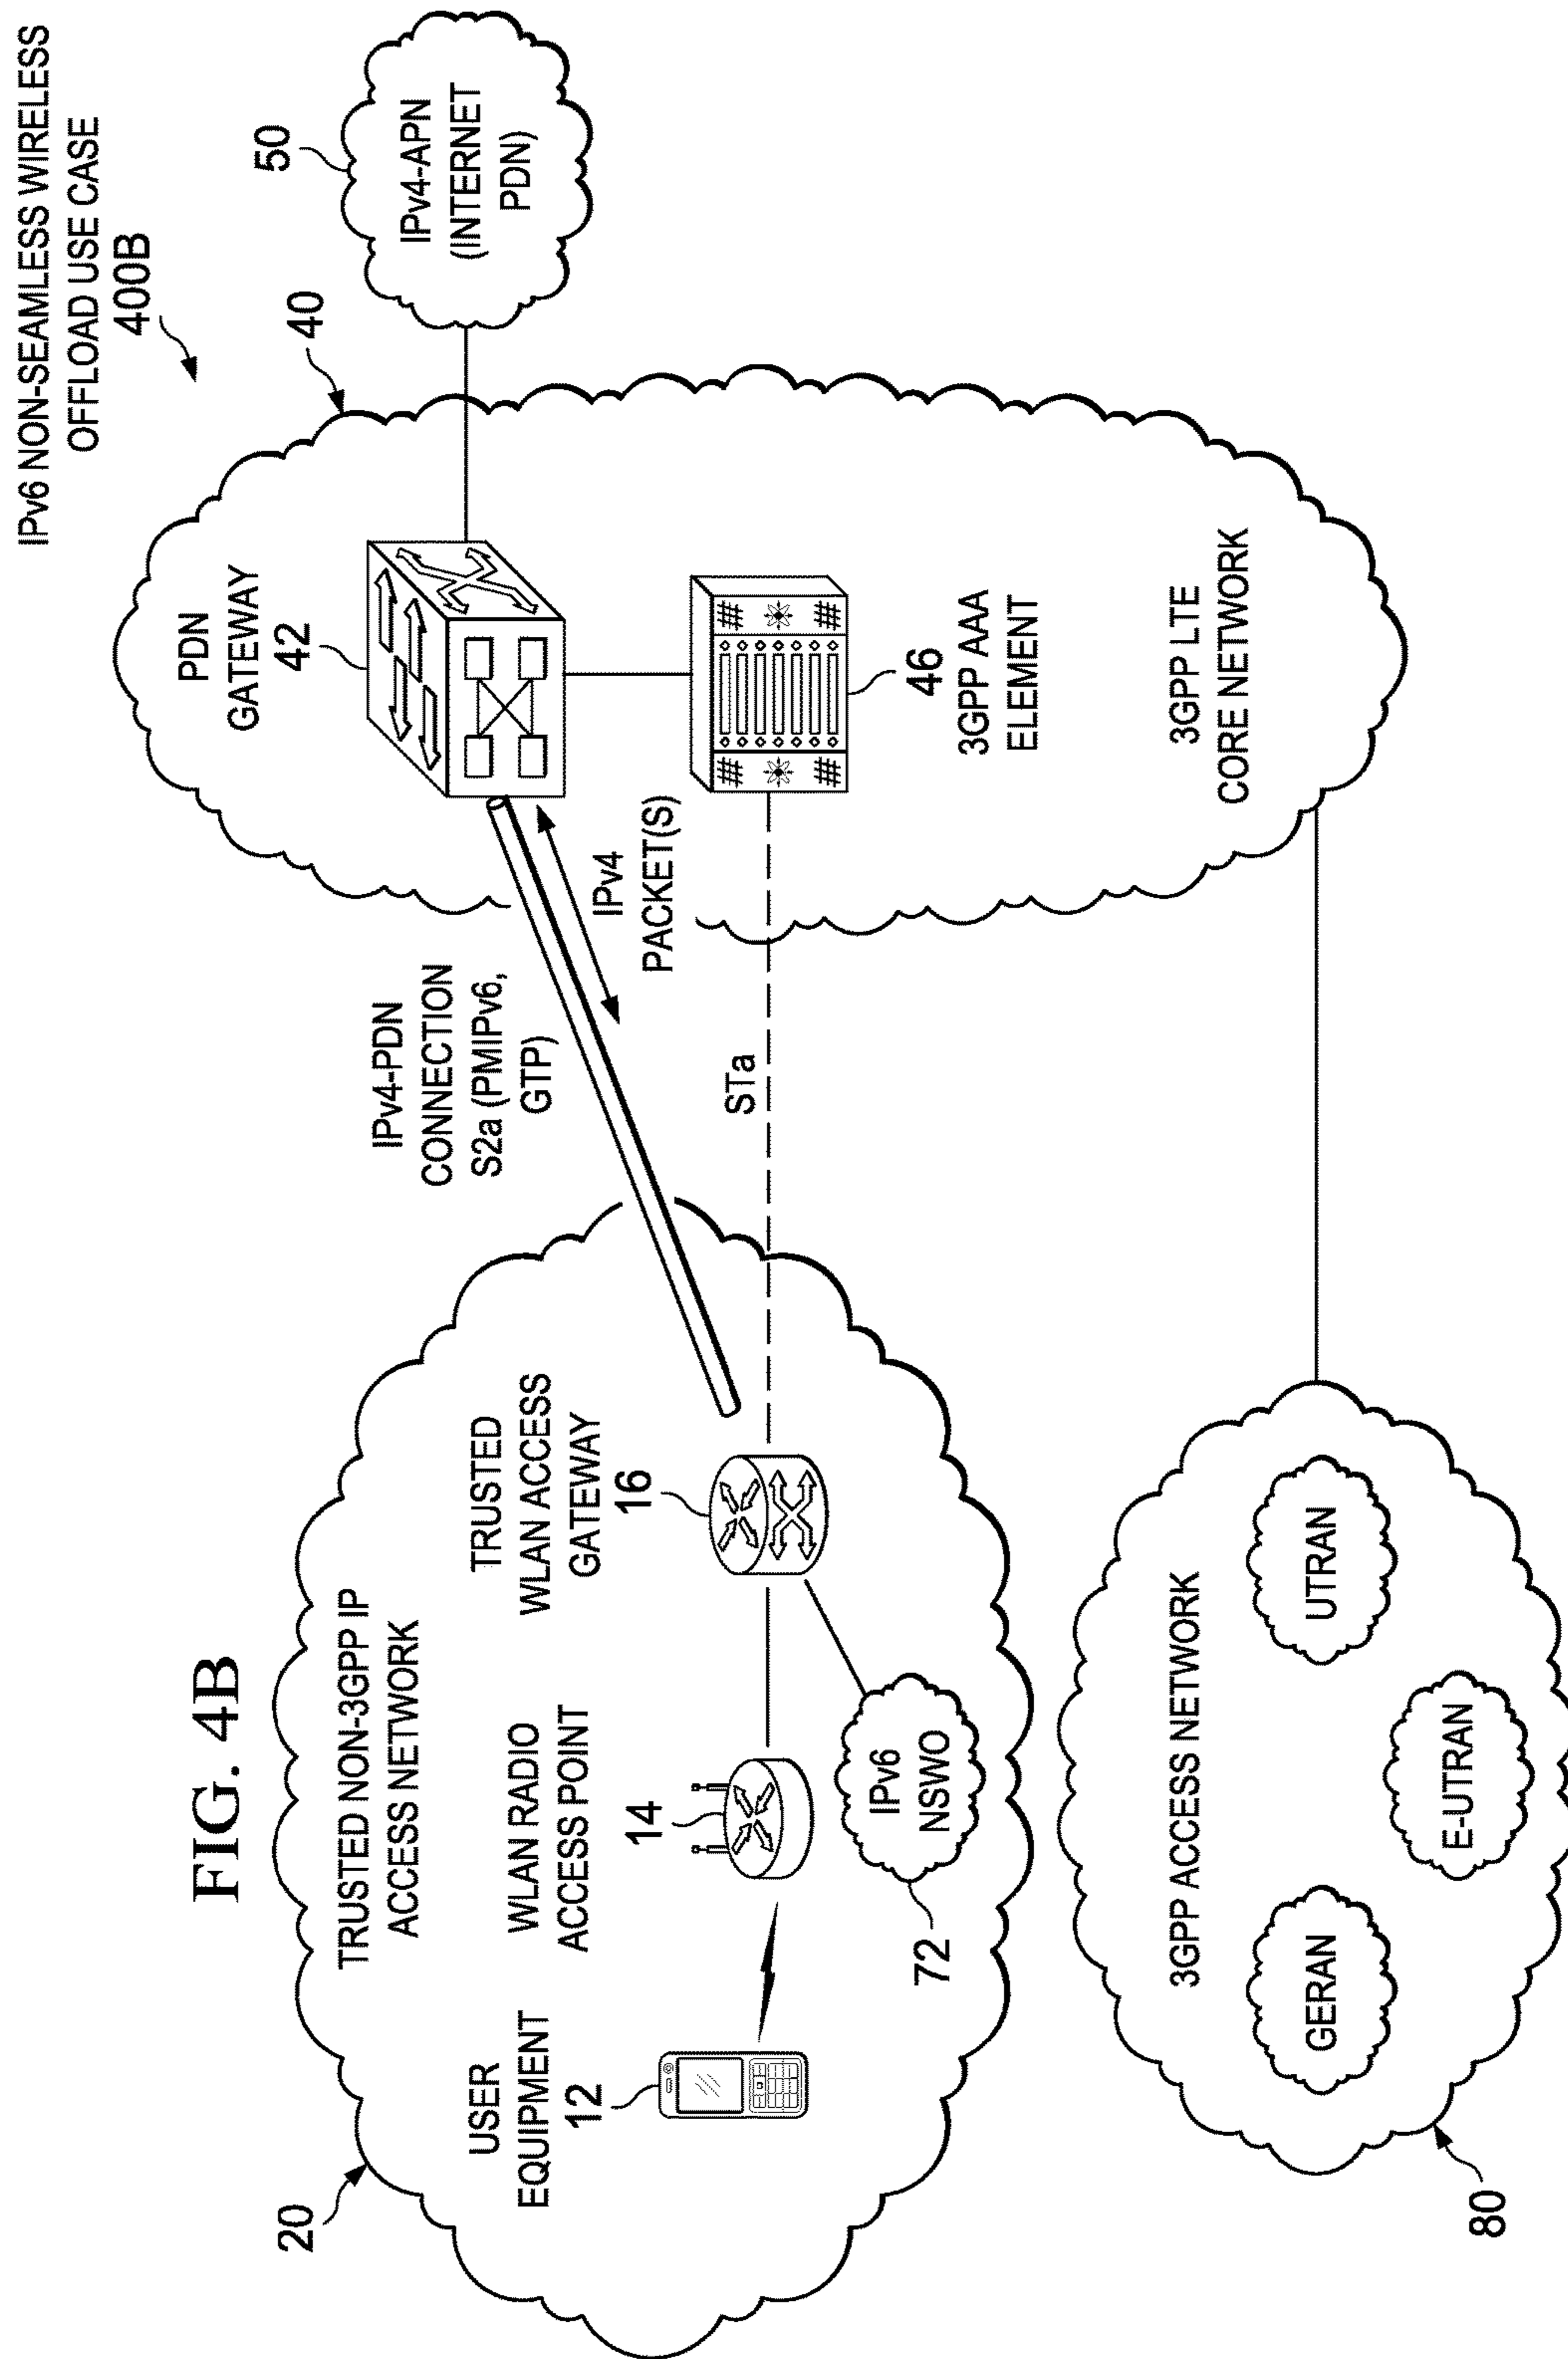 FIG. 4B
IPv6 NON-SEAMLESS WIRELESS
OFFLOAD USE CASE
400B
20
TRUSTED NON-3GPP IP
ACCESS NETWORK
USER
EQUIPMENT
12
WLAN RADIO
ACCESS POINT
14
TRUSTED
WLAN ACCESS
GATEWAY
16
72
IPv6
NSWO
IPv4-PDN
CONNECTION
S2a (PMIPv6,
GTP)
IPv4
PACKET(S)
STa
40
PDN
GATEWAY
42
46
3GPP AAA
ELEMENT
3GPP LTE
CORE NETWORK
50
IPv4-APN
(INTERNET
PDN)
80
3GPP ACCESS NETWORK
GERAN
E-UTRAN
UTRAN